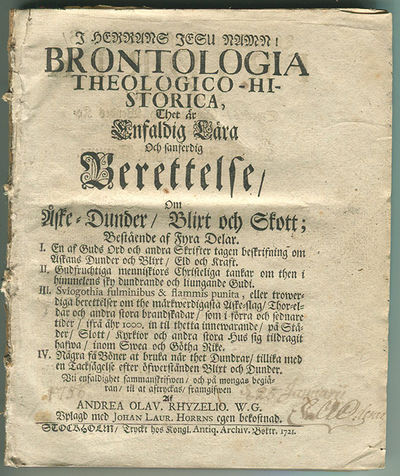 I HERRANS JESU NAMN!
BRONTOLOGIA
THEOLOGICO-HI-
STORICA,
Thet är
Enfaldig Lära
Och sanferdig
Berettelse/
Om
Åske-Dunder/ Blixt och Skott;
Bestående af Fyra Delar.
I. En af Guds Ord och andra Skrifter tagen beskrifning om
Åskans Dunder och Blixt/ Eld och Kraft.
II. Gudfruchtiga menniskiors Christeliga tankar om then i
himmelens sky dundrande och liungande Gudi.
III. Sviogothia fulminibus & flammis punita, eller trower-
diga berettelser om the märkwerdigasta Åske-slag/ Thor-el-
dar och andra stora brandskadar/ som i förra och sednare
tider/ ifrå åhr 1000. in til thetta innewarande/ på Stä-
der/ Slott/ Kyrkior och andra stora Hus sig tildragit
hafwa/ inom Svea och Götha Rike.
IV. Några få Böner at bruka när thet Dundrar/ tillika med
en Tacksägelse efter öfwerståndten Blixt och Dunder.
Uti enfaldighet sammanskrifwen/ och på mongas begiä-
ran/ til at astryckas/ framgifwen
Af
ANDREA OLAV. RHYZELIO. W. G.
Uplagd med JOHAN LAUR. HORRNS egen bekostnad.
STOCKHOLM/ Tryckt hos Kongl. Antiq. Archiv. Boktr. 1721.